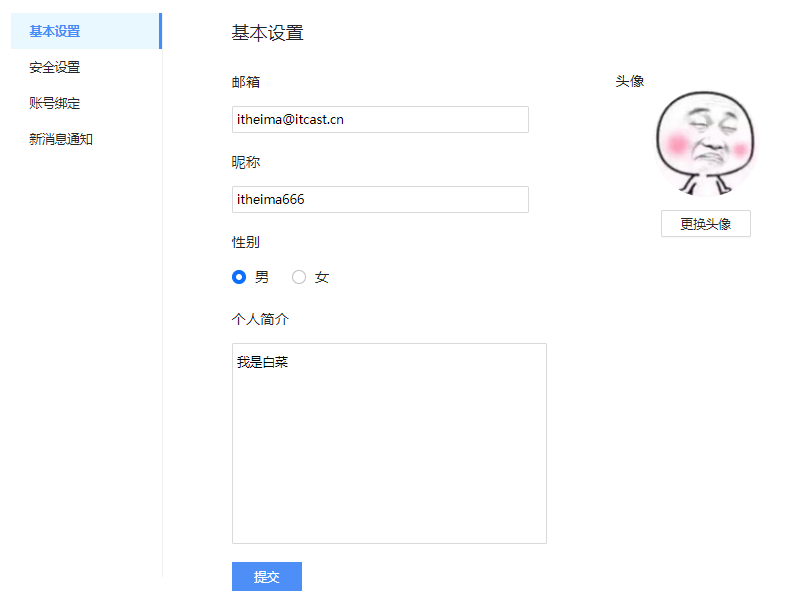 基本设置
安全设置
账号绑定
新消息通知
基本设置
邮箱
itheima@itcast.cn
昵称
itheima666
性别
男 女
个人简介
我是白菜
提交
头像
更换头像